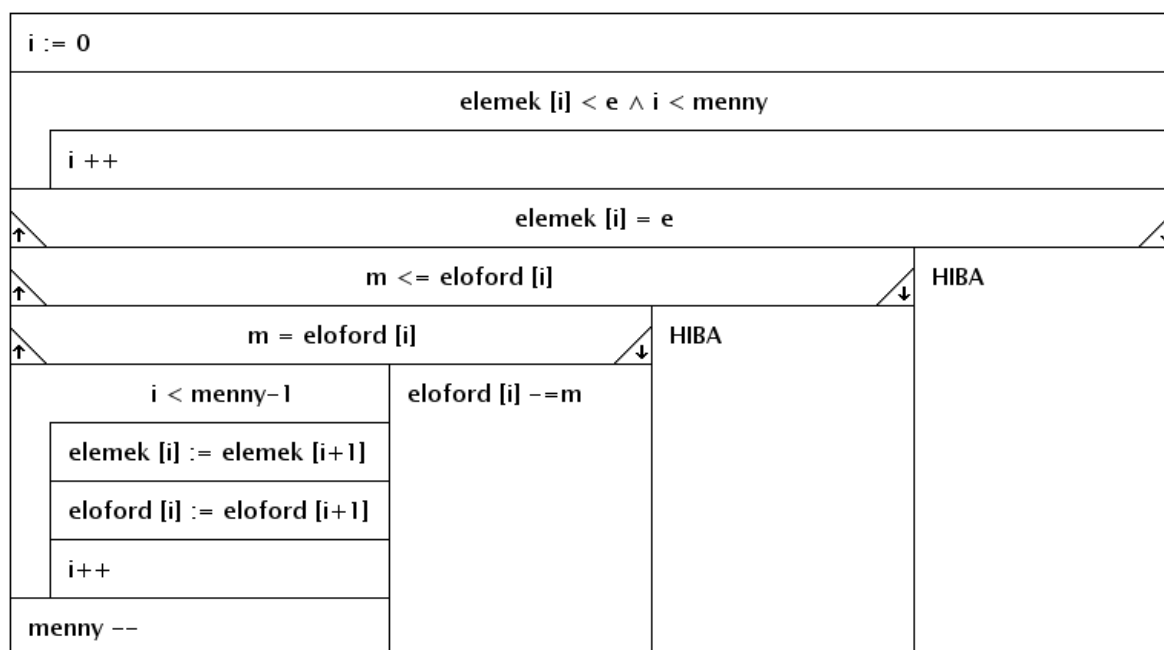 i := 0
elemek [i] < e ∧ i < menny
i ++
elemek [i] = e
m <= eloford [i]
HIBA
m = eloford [i]
HIBA
i < menny-1
eloford [i] -=m
elemek [i] := elemek [i+1]
eloford [i] := eloford [i+1]
i++
menny --